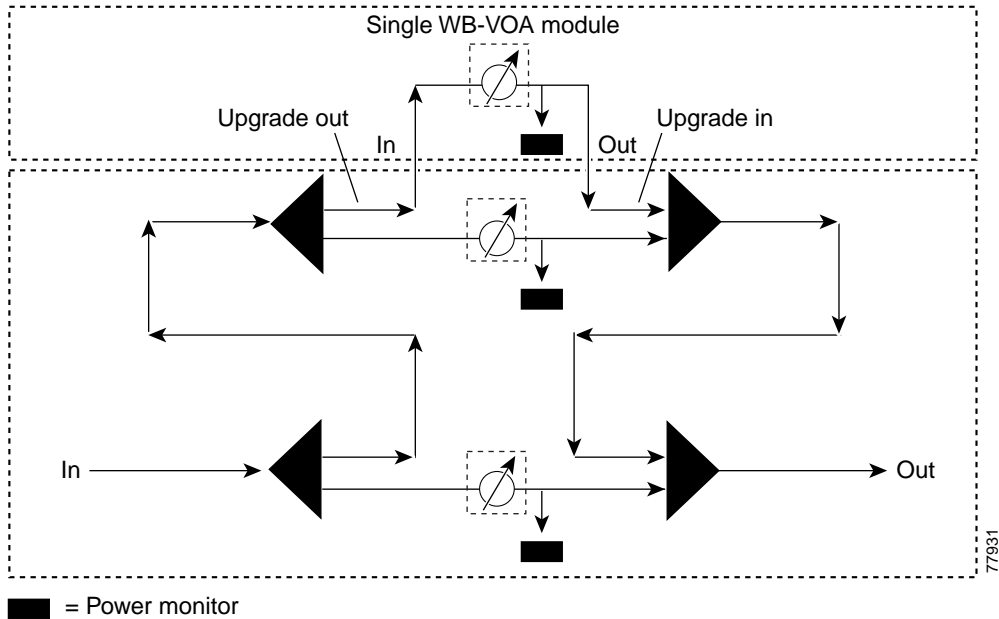 Single WB-VOA module
Upgrade out
In
Out
Upgrade in
In
Out
77931
= Power monitor